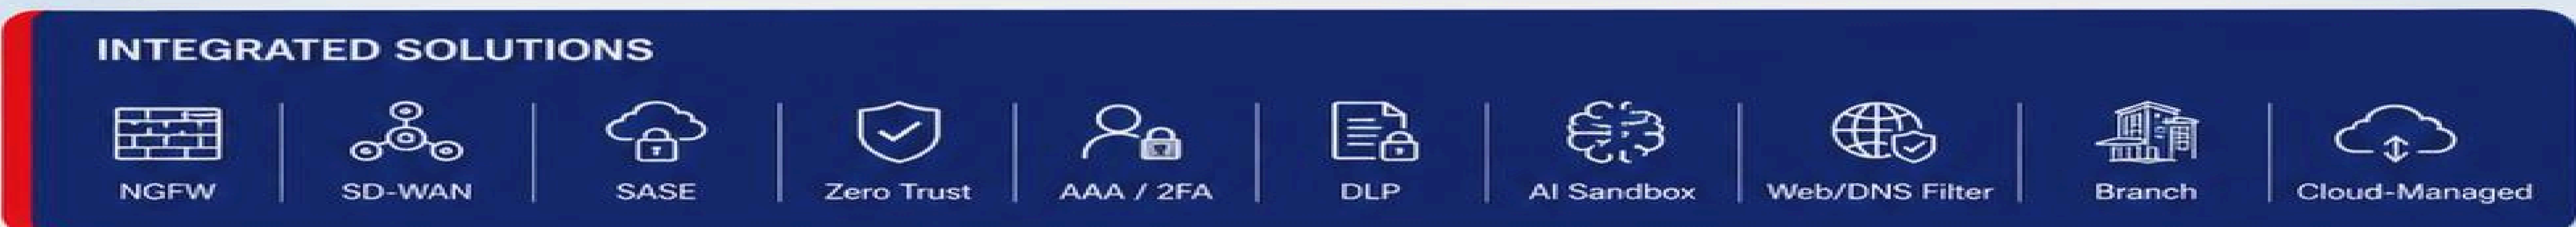 INTEGRATED SOLUTIONS
NGFW
SD-WAN
SASE
Zero Trust
AAA / 2FA
DLP
AI Sandbox
Web/DNS Filter
Branch
Cloud-Managed